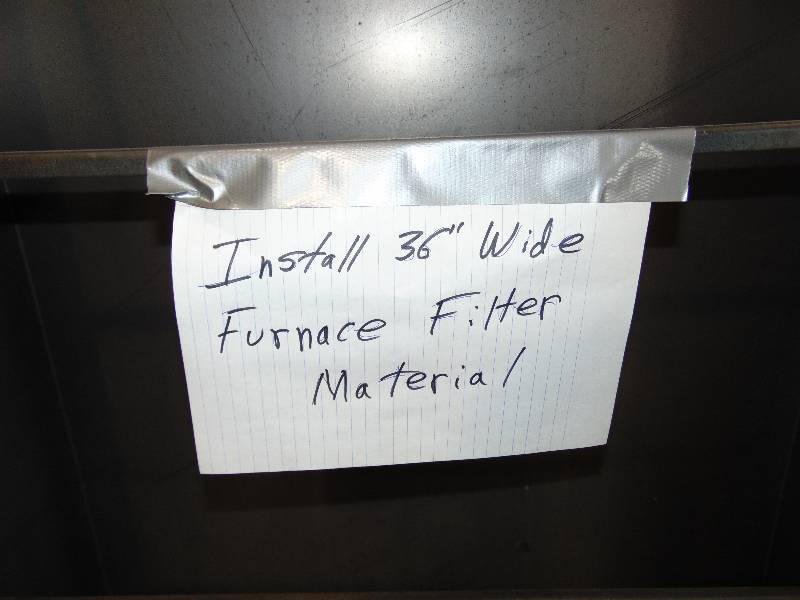 Install 36" Wide
Furnace Filter
Material